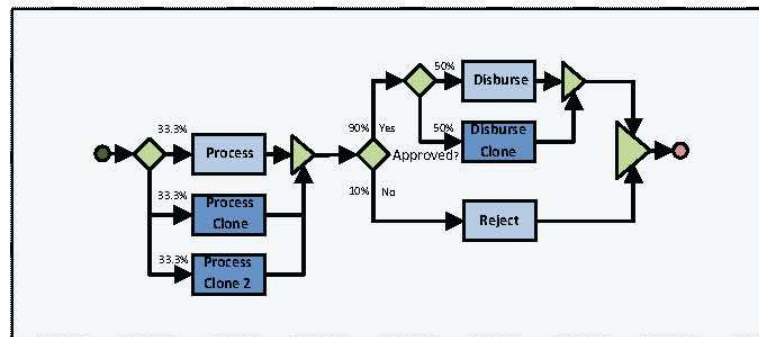 33.3%
Process
33.3%
Process
Clone
33.3%
Process
Clone 2
90% Yes
Approved?
10% No
50%
Disburse
50%
Disburse
Clone
Reject